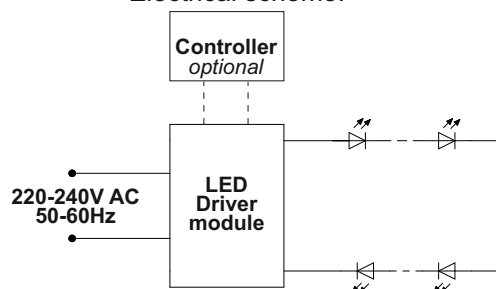 Electrical scheme:
Controller
optional
LED
Driver
module
220-240V AC
50-60Hz